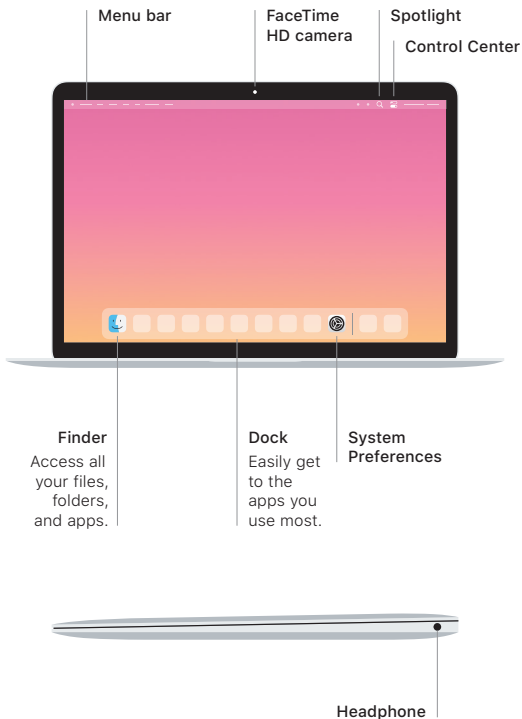 Menu bar
FaceTime
HD camera
Spotlight
Control Center
Finder
Access all
your files,
folders,
and apps.
Dock
Easily get
to the
apps you
use most.
System
Preferences
Headphone